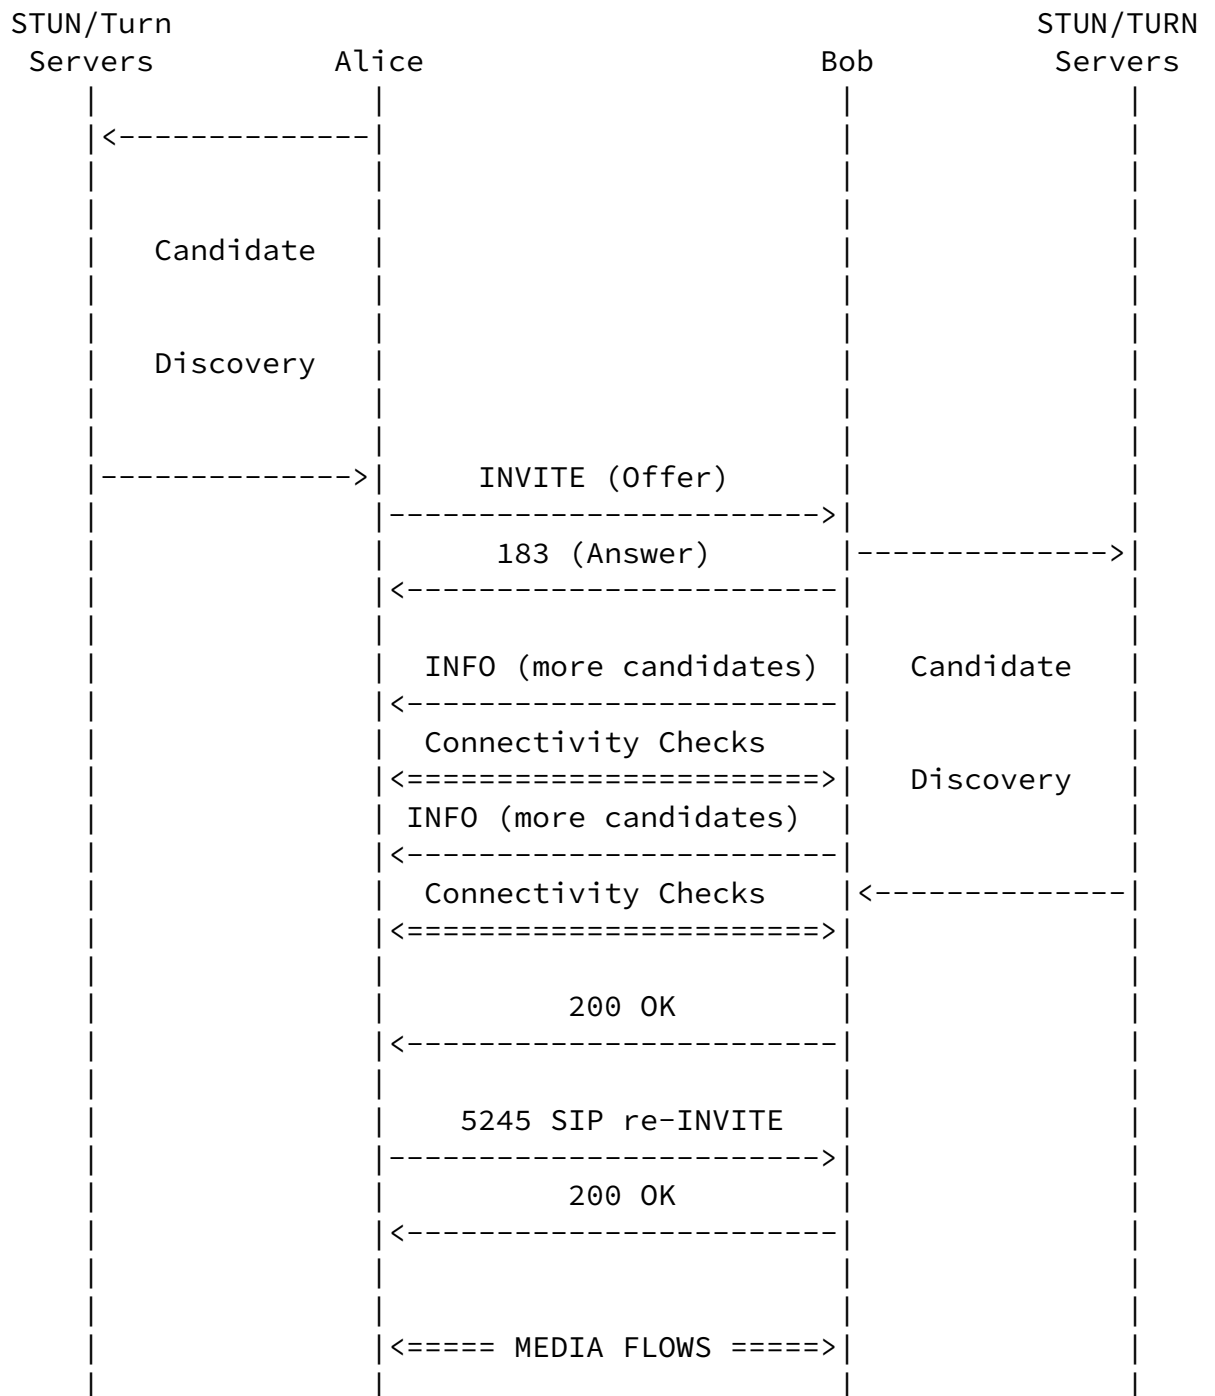 STUN/Turn STUN/TURN
Servers Alice Bob Servers
Candidate
Discovery
INVITE (Offer)
183 (Answer)
INFO (more candidates) Candidate
Connectivity Checks
Discovery
INFO (more candidates)
Connectivity Checks
200 OK
5245 SIP re-INVITE
200 OK
<===== MEDIA FLOWS =====>